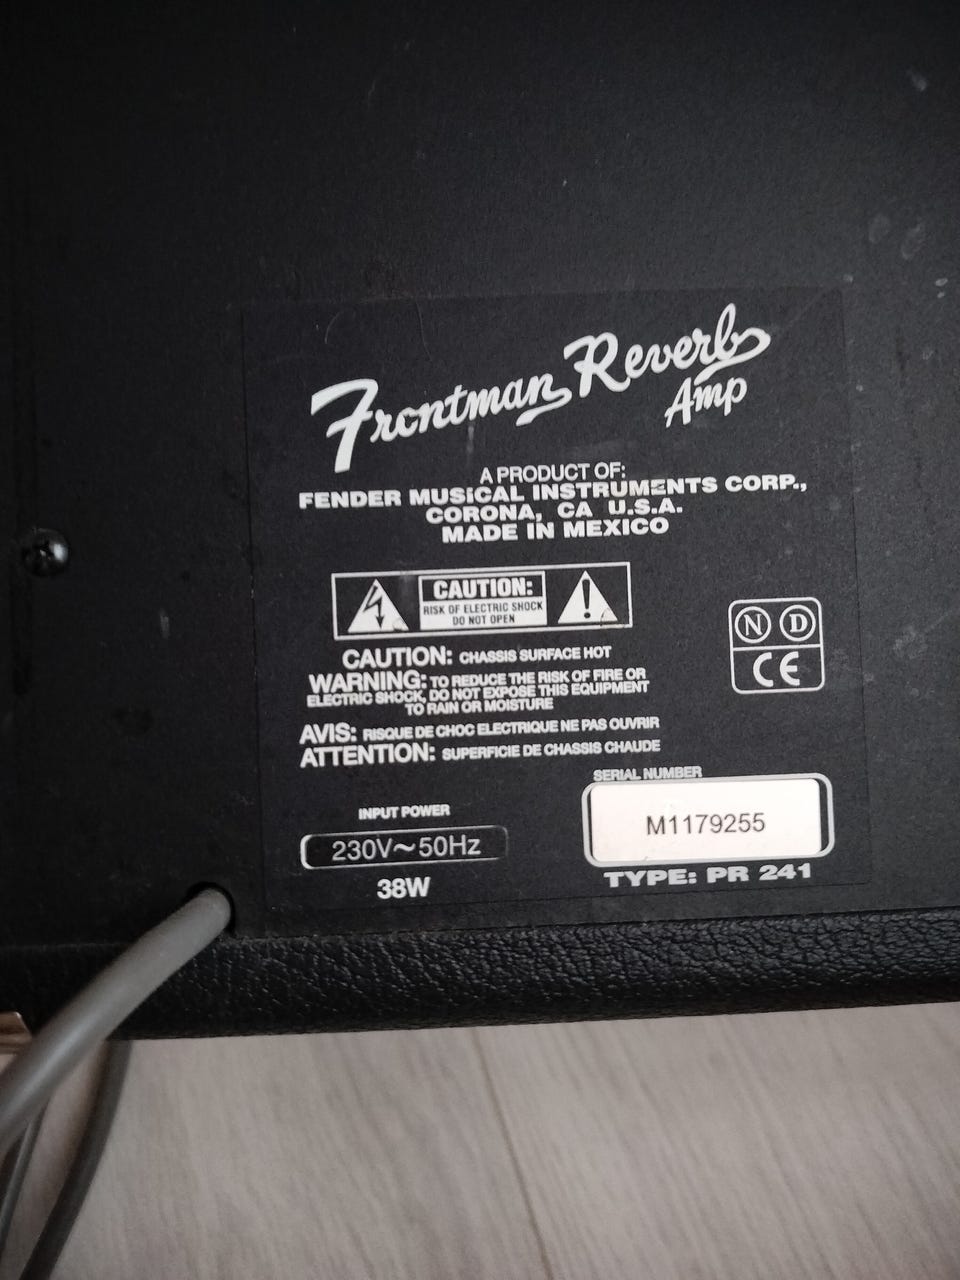 Frontman Reverb
Amp
A PRODUCT OF:
FENDER MUSICAL INSTRUMENTS CORP.,
CORONA, CA U.S.A.
MADE IN MEXICO
CAUTION:
RISK OF ELECTRIC SHOCK
DO NOT OPEN
N D
CE
CAUTION: CHASSIS SURFACE HOT
WARNING: TO REDUCE THE RISK OF FIRE OR
ELECTRIC SHOCK, DO NOT EXPOSE THIS EQUIPMENT
TO RAIN OR MOISTURE
AVIS: RISQUE DE CHOC ELECTRIQUE NE PAS OUVRIR
ATTENTION: SUPERFICIE DE CHASSIS CHAUDE
SERIAL NUMBER
M1179255
TYPE: PR 241
INPUT POWER
230V~50Hz
38W